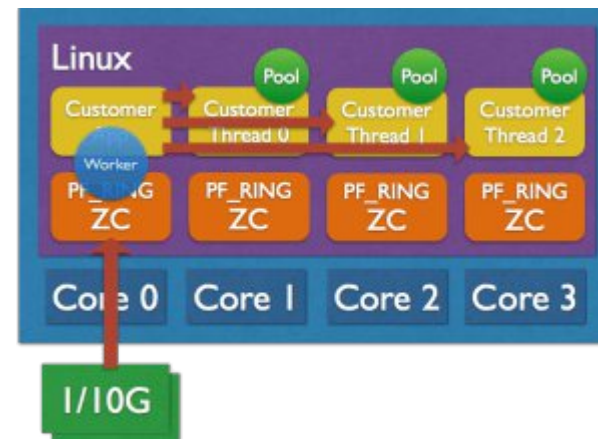 Linux
Pool
Pool
Pool
Customer
Customer
Thread 0
Customer
Thread 1
Customer
Thread 2
Worker
PF_RING
ZC
PF_RING
ZC
PF_RING
ZC
PF_RING
ZC
Core 0
Core 1
Core 2
Core 3
1/10G